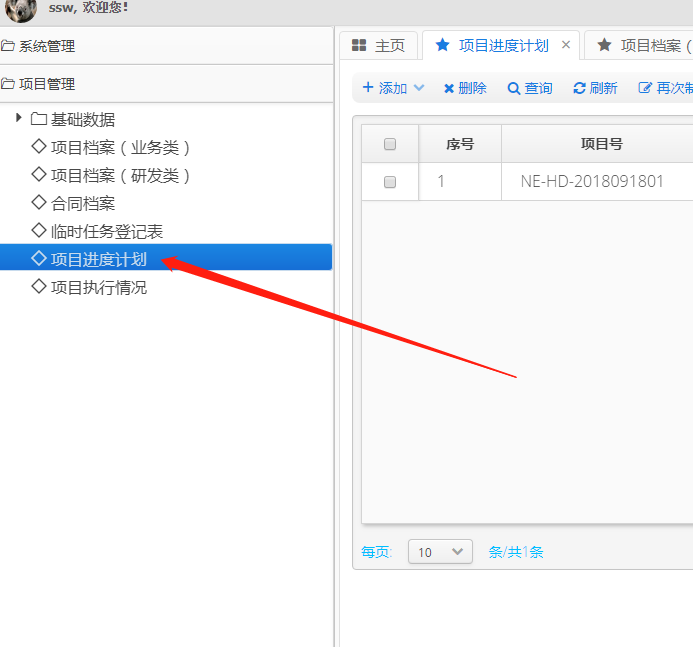 ssw, 欢迎您!
系统管理
项目管理
基础数据
项目档案（业务类）
项目档案（研发类）
合同档案
临时任务登记表
项目进度计划
项目执行情况
主页 项目进度计划 × 项目档案（
添加 删除 查询 刷新 再次
序号 项目号
1 NE-HD-2018091801
每页: 10 条/共1条